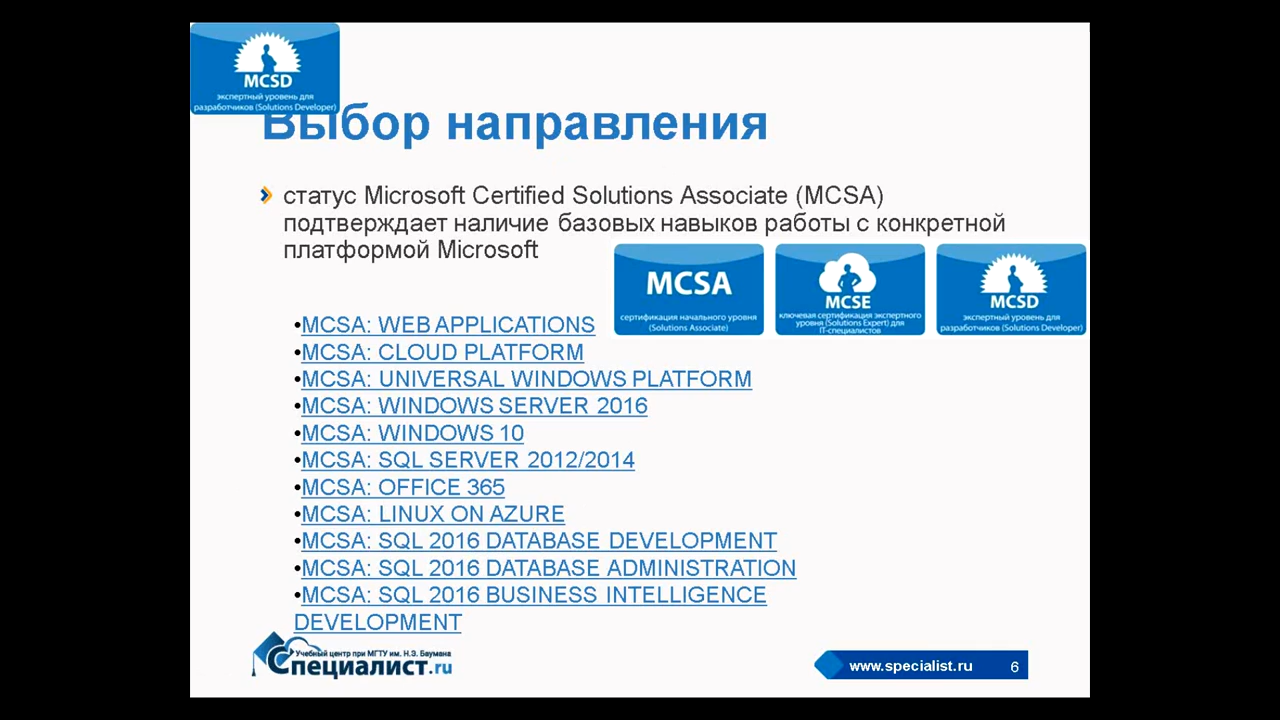 MCSD
экспертный уровень для
разработчиков (Solutions Developer)
Выбор направления
статус Microsoft Certified Solutions Associate (MCSA)
подтверждает наличие базовых навыков работы с конкретной
платформой Microsoft
MCSA
сертификация начального уровня
(Solutions Associate)
MCSE
ключевая сертификация экспертного
уровня (Solutions Expert) для
IT-специалистов
MCSD
экспертный уровень для
разработчиков (Solutions Developer)
•MCSA: WEB APPLICATIONS
•MCSA: CLOUD PLATFORM
•MCSA: UNIVERSAL WINDOWS PLATFORM
•MCSA: WINDOWS SERVER 2016
•MCSA: WINDOWS 10
•MCSA: SQL SERVER 2012/2014
•MCSA: OFFICE 365
•MCSA: LINUX ON AZURE
•MCSA: SQL 2016 DATABASE DEVELOPMENT
•MCSA: SQL 2016 DATABASE ADMINISTRATION
•MCSA: SQL 2016 BUSINESS INTELLIGENCE
DEVELOPMENT
Учебный центр при МГТУ им. Н.Э. Баумана
Специалист.ru
www.specialist.ru
6